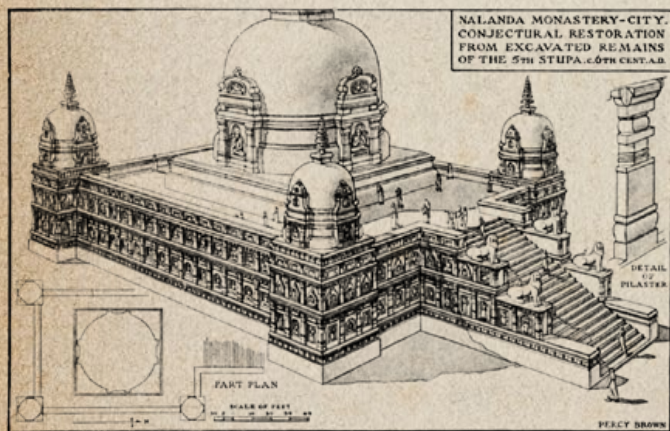 NALANDA MONASTERY-CITY.
CONJECTURAL RESTORATION
FROM EXCAVATED REMAINS
OF THE 5TH STUPA. C. 6TH CENT. A.D.
DETAIL
OF
PILASTER
PART PLAN
SCALE OF FEET
PERCY BROWN